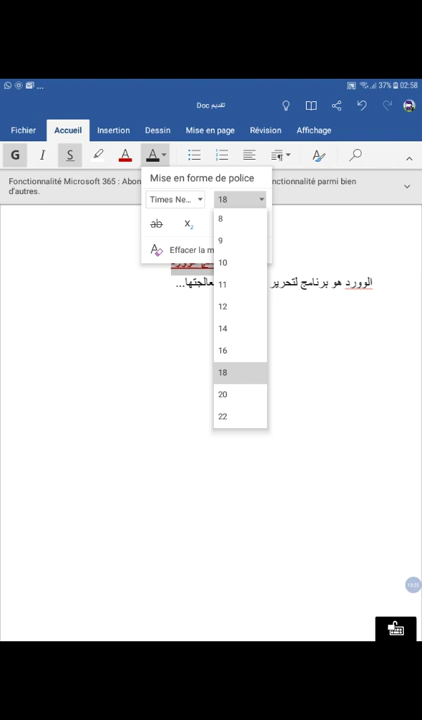 37% 02:58
تقديم Doc
Fichier Accueil Insertion Dessin Mise en page Révision Affichage
G I S A A
Fonctionnalité Microsoft 365 : Abon
nctionnalité parmi bien
d'autres.
Mise en forme de police
Times Ne... 18
ab X₂
Effacer la m
8
9
10
11
12
14
16
18
20
22
الوورد هو برنامج لتحرير
عالجتها...